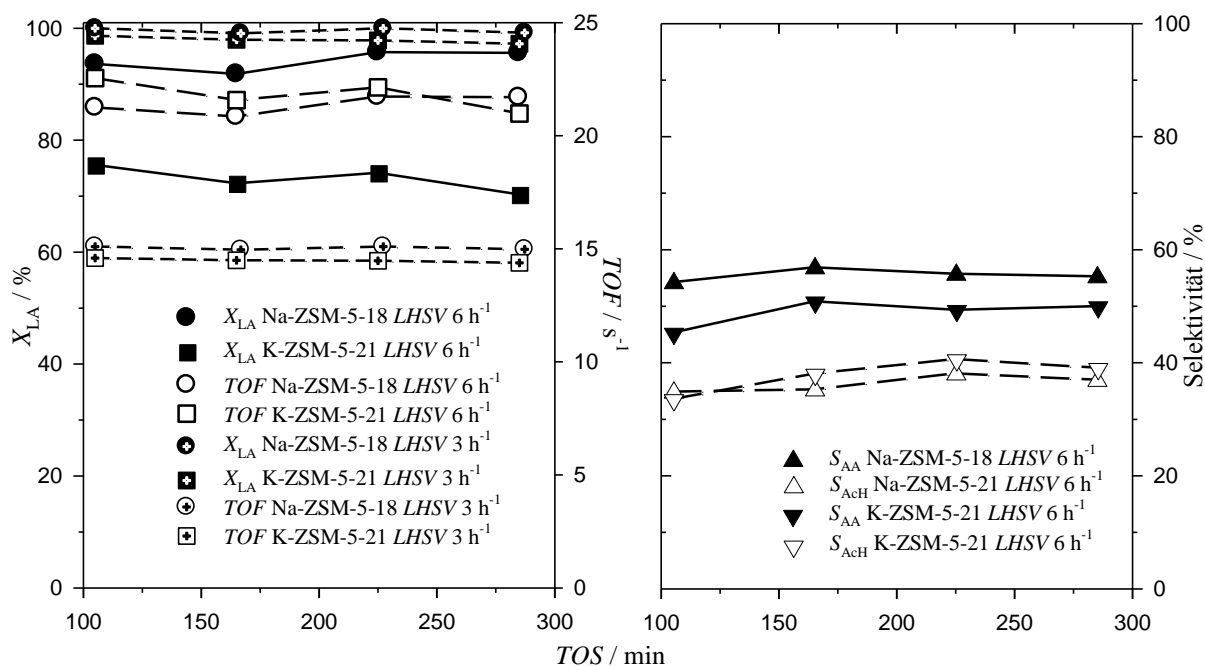 100
80
60
40
20
0
X_LA / %
25
20
15
10
5
0
TOF / s⁻¹
X_LA Na-ZSM-5-18 LHSV 6 h⁻¹
X_LA K-ZSM-5-21 LHSV 6 h⁻¹
TOF Na-ZSM-5-18 LHSV 6 h⁻¹
TOF K-ZSM-5-21 LHSV 6 h⁻¹
X_LA Na-ZSM-5-18 LHSV 3 h⁻¹
X_LA K-ZSM-5-21 LHSV 3 h⁻¹
TOF Na-ZSM-5-18 LHSV 3 h⁻¹
TOF K-ZSM-5-21 LHSV 3 h⁻¹
100 150 200 250 300
100
80
60
40
20
0
Selektivität / %
S_AA Na-ZSM-5-18 LHSV 6 h⁻¹
S_AcH Na-ZSM-5-21 LHSV 6 h⁻¹
S_AA K-ZSM-5-21 LHSV 6 h⁻¹
S_AcH K-ZSM-5-21 LHSV 6 h⁻¹
100 150 200 250 300
TOS / min